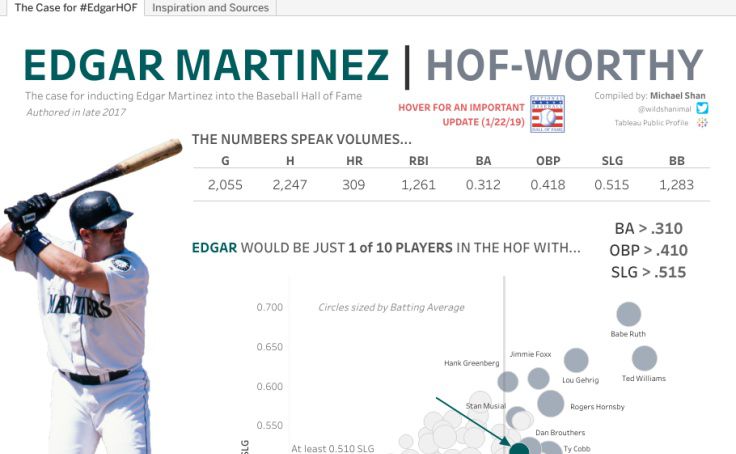 The Case for #EdgarHOF
Inspiration and Sources
EDGAR MARTINEZ | HOF-WORTHY
The case for inducting Edgar Martinez into the Baseball Hall of Fame
Authored in late 2017
HOVER FOR AN IMPORTANT
UPDATE (1/22/19)
Compiled by: Michael Shan
@wildshanimal
Tableau Public Profile
THE NUMBERS SPEAK VOLUMES...
G H HR RBI BA OBP SLG BB
2,055 2,247 309 1,261 0.312 0.418 0.515 1,283
EDGAR WOULD BE JUST 1 of 10 PLAYERS IN THE HOF WITH...
BA > .310
OBP > .410
SLG > .515
MARINERS
Circles sized by Batting Average
0.700
0.650
0.600
0.550
SLG
Babe Ruth
Hank Greenberg
Jimmie Foxx
Lou Gehrig
Ted Williams
Stan Musial
Rogers Hornsby
Dan Brouthers
Ty Cobb
At least 0.510 SLG